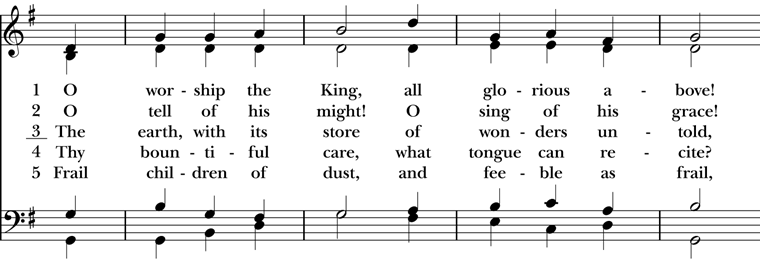 1 O wor - ship the King, all glo - rious a - bove!
2 O tell of his might! O sing of his grace!
3 The earth, with its store of won - ders un - told,
4 Thy boun - ti - ful care, what tongue can re - cite?
5 Frail chil - dren of dust, and fee - ble as frail,